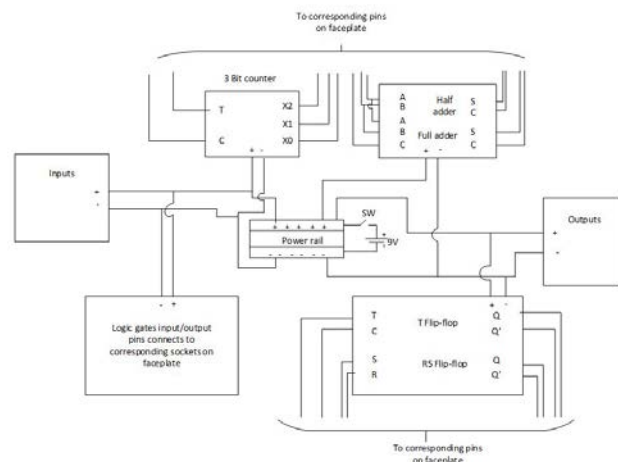 To corresponding pins
on faceplate
3 Bit counter
T
X2
X1
C
X0
+ -
A
B
A
B
C
Half
adder
Full adder
S
C
S
C
+ -
Inputs
+
-
SW
+ + + + +
Power rail
- - - - - -
+
-
9V
Outputs
+
-
- +
Logic gates input/output
pins connects to
corresponding sockets on
faceplate
+ -
T
C
T Flip-flop
Q
Q'
S
R
RS Flip-flop
Q
Q'
To corresponding pins
on faceplate